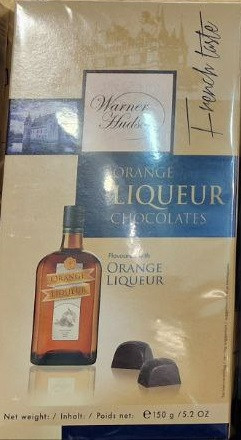 French taste
Warner
Hudson
ORANGE
LIQUEUR
CHOCOLATES
Flavoured with
ORANGE
LIQUEUR
ORANGE
LIQUEUR
Net weight: / Inhalt: / Poids net: e 150 g / 5.2 OZ